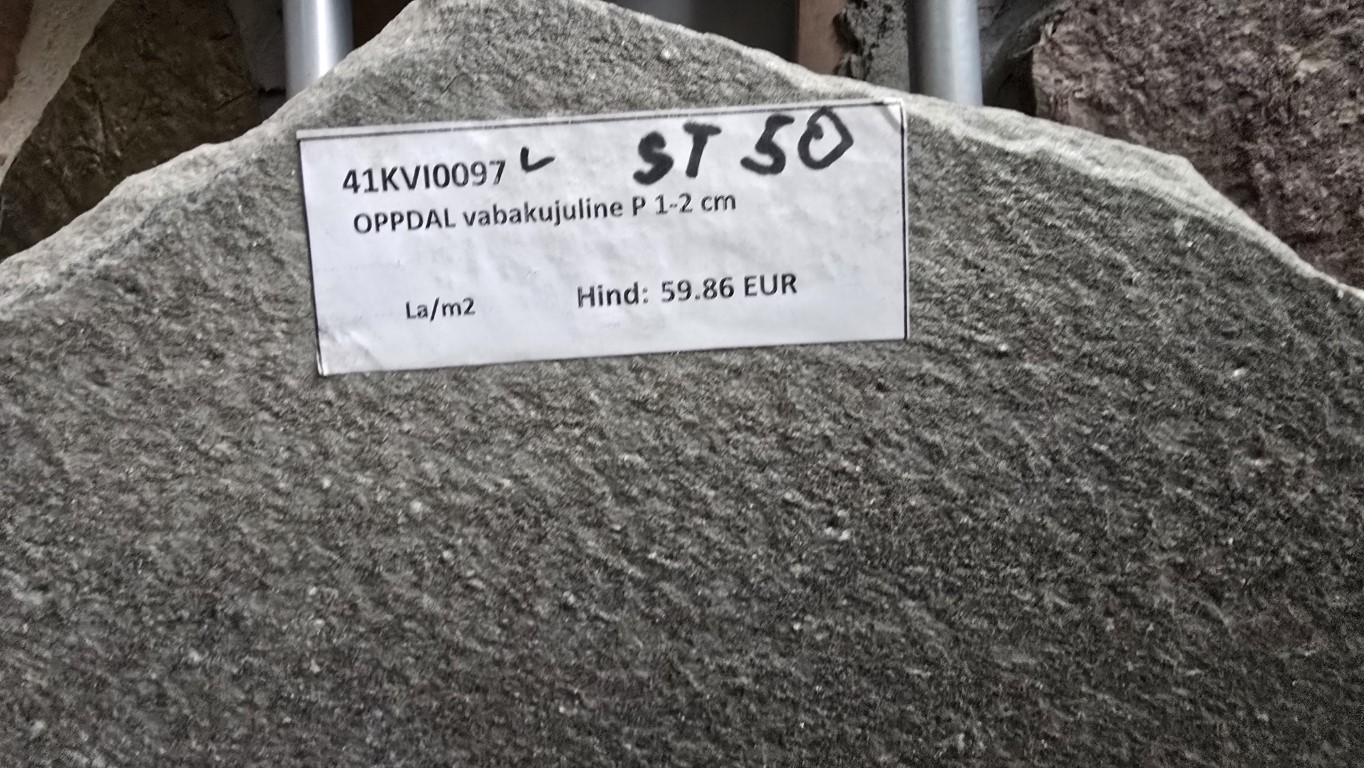 41KVI0097 L ST 50
OPPDAL vabakujuline P 1-2 cm
La/m2 Hind: 59.86 EUR